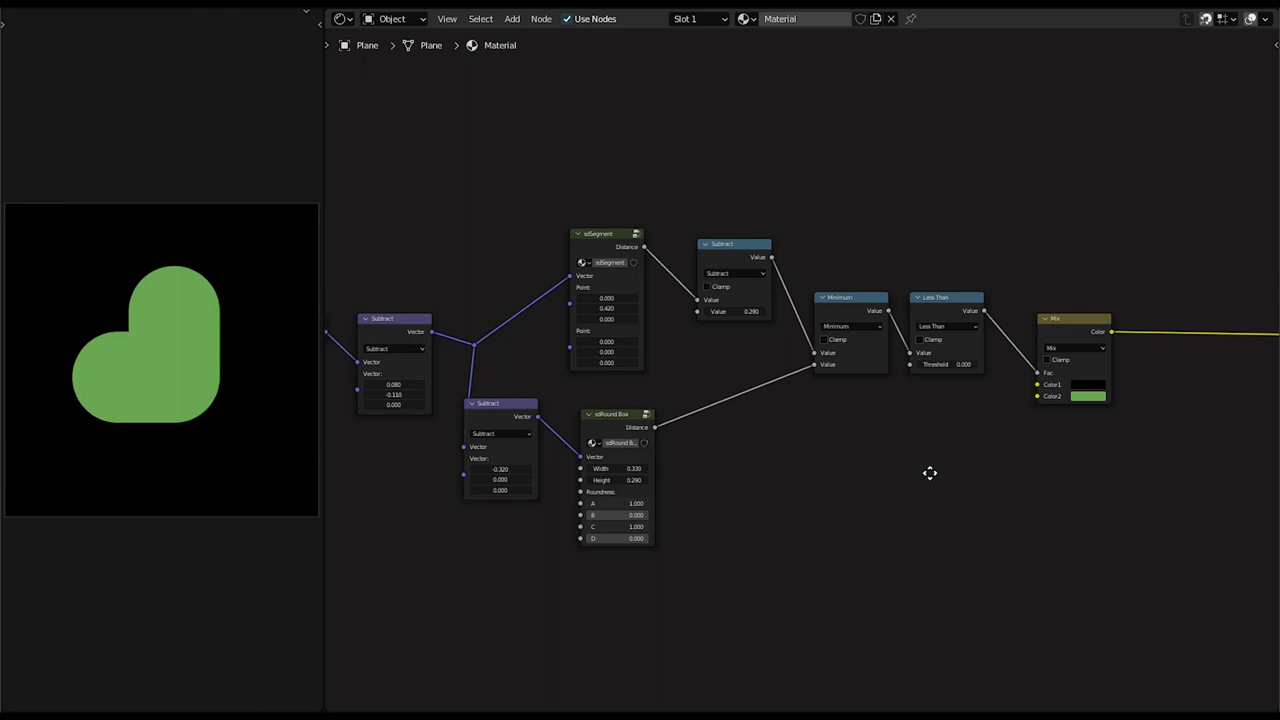 Object View Select Add Node Use Nodes Slot 1 Material
Plane > Plane > Material
sdSegment
Distance
sdSegment
Vector
Point:
0.000
0.420
0.000
Point:
0.000
0.000
0.000
Subtract
Value
Subtract
Clamp
Value
Value 0.290
Minimum
Value
Minimum
Clamp
Value
Value
Less Than
Value
Less Than
Clamp
Value
Threshold 0.000
Mix
Color
Mix
Clamp
Fac
Color1
Color2
Subtract
Vector
Subtract
Vector
Vector:
0.080
-0.110
0.000
Subtract
Vector
Subtract
Vector
Vector:
-0.320
0.000
0.000
sdRound Box
Distance
sdRound B...
Vector
Width 0.330
Height 0.290
Roundness:
A 1.000
B 0.000
C 1.000
D 0.000